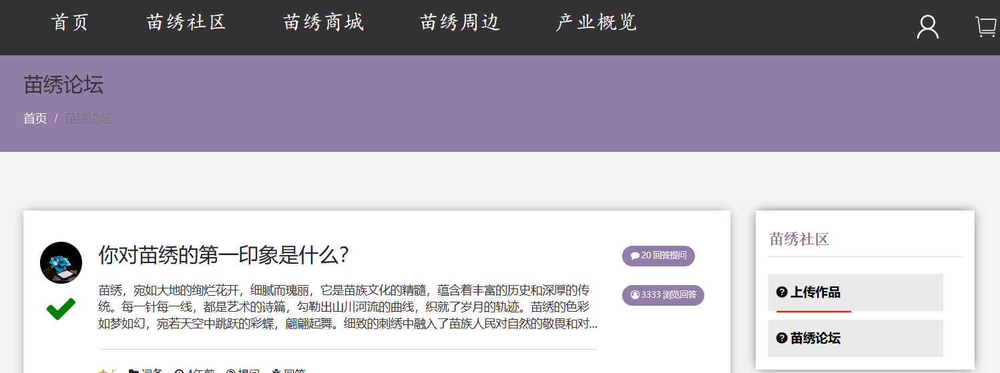 首页 苗绣社区 苗绣商城 苗绣周边 产业概览
苗绣论坛
首页 / 苗绣论坛
你对苗绣的第一印象是什么?
苗绣，宛如大地的绚烂花开，细腻而瑰丽，它是苗族文化的精髓，蕴含着丰富的历史和深厚的传
统。每一针每一线，都是艺术的诗篇，勾勒出山川河流的曲线，织就了岁月的轨迹。苗绣的色彩
如梦如幻，宛若天空中跳跃的彩蝶，翩翩起舞。细致的刺绣中融入了苗族人民对自然的敬畏和对...
20 回答提问
3333 浏览回答
苗绣社区
上传作品
苗绣论坛